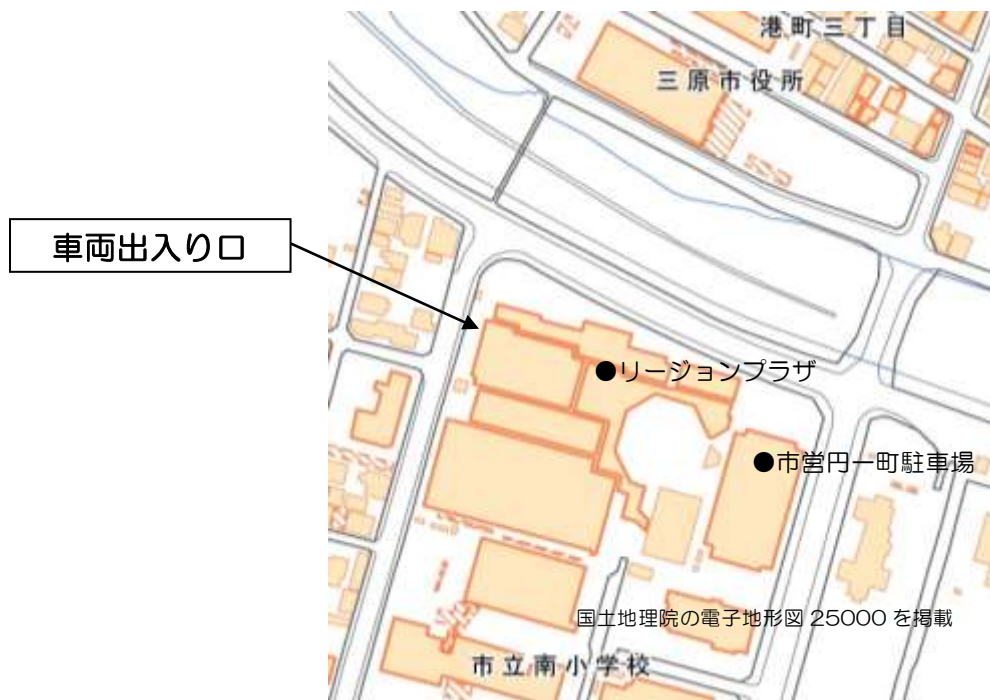 港町三丁目
三原市役所
車両出入り口
●リージョンプラザ
●市営円一町駐車場
国土地理院の電子地形図 25000 を掲載
市立南小学校